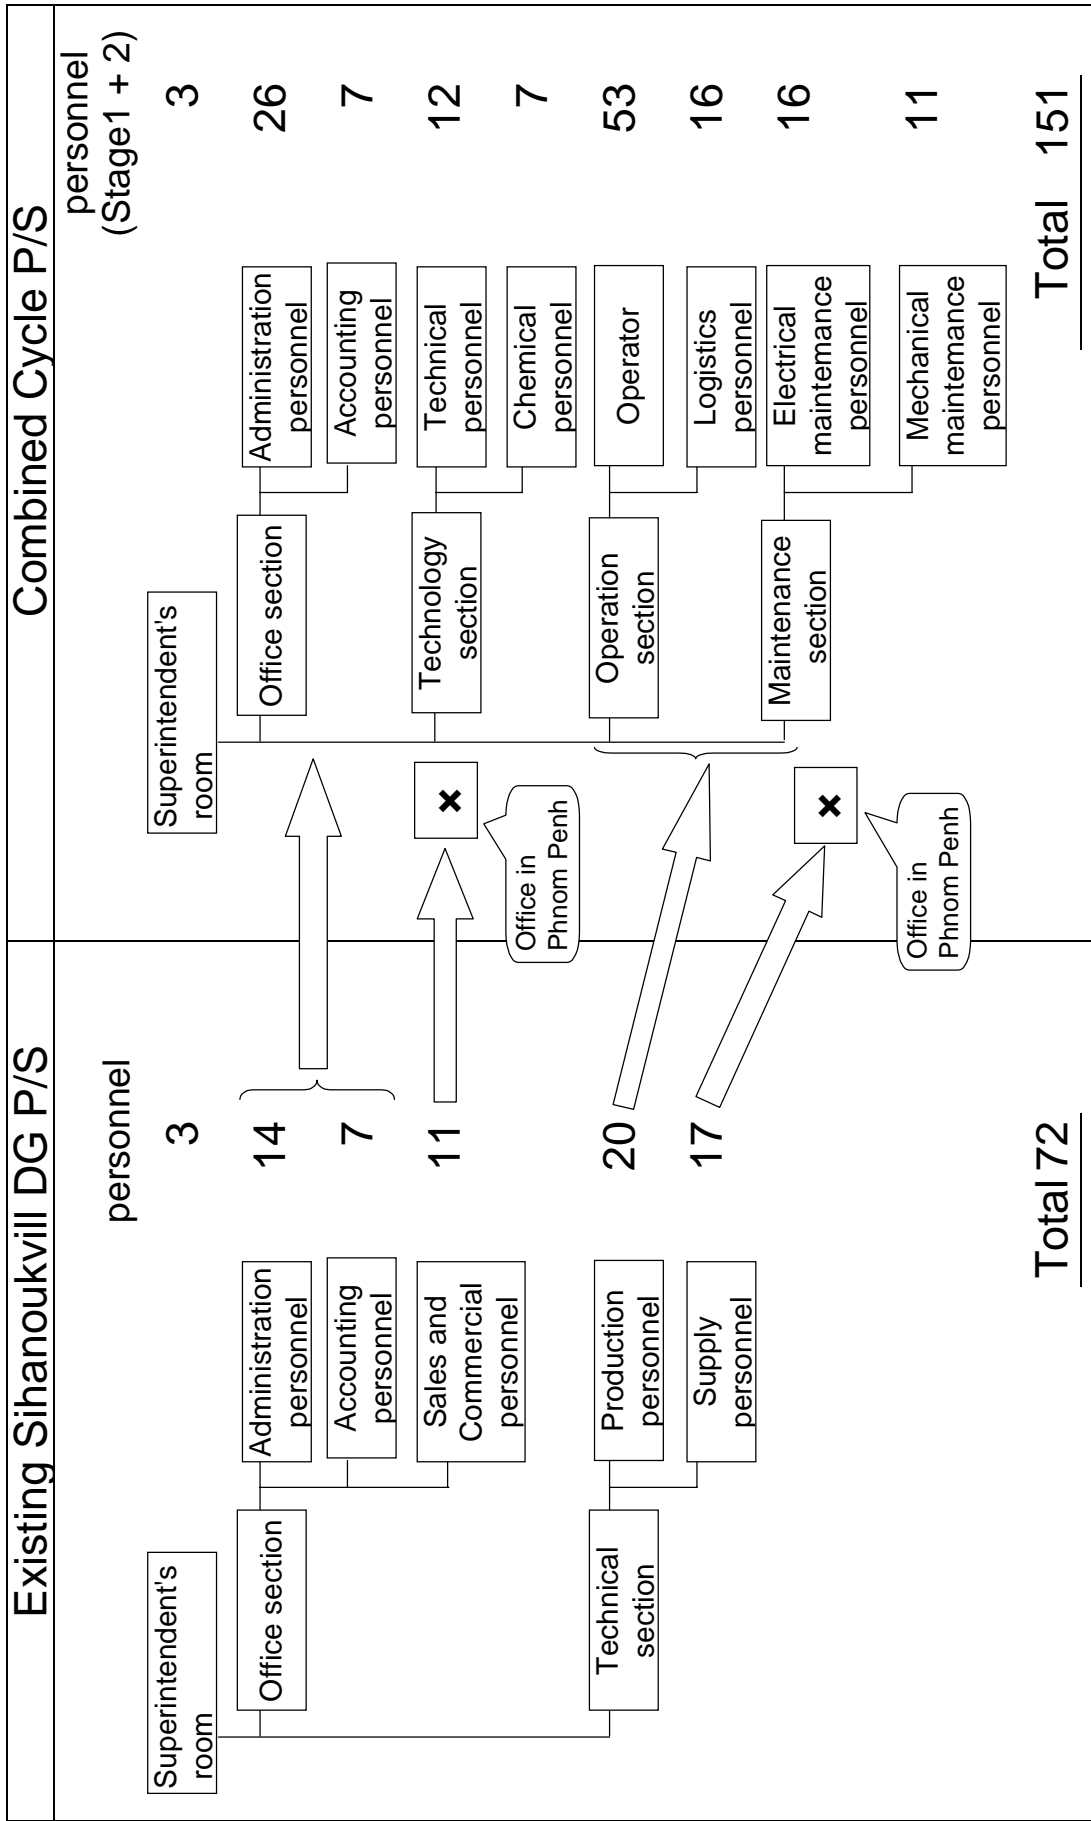 Existing Sihanoukvill DG P/S
personnel
Superintendent's
room
3
Office section
Administration
personnel
14
Accounting
personnel
7
Sales and
Commercial
personnel
11
Technical
section
Production
personnel
20
Supply
personnel
17
Total 72
Combined Cycle P/S
personnel
(Stage1 + 2)
Superintendent's
room
3
Office section
Administration
personnel
26
Accounting
personnel
7
×
Office in
Phnom Penh
Technology
section
Technical
personnel
12
Chemical
personnel
7
Operation
section
Operator
53
Logistics
personnel
16
×
Office in
Phnom Penh
Maintenance
section
Electrical
maintemance
personnel
16
Mechanical
maintemance
personnel
11
Total 151